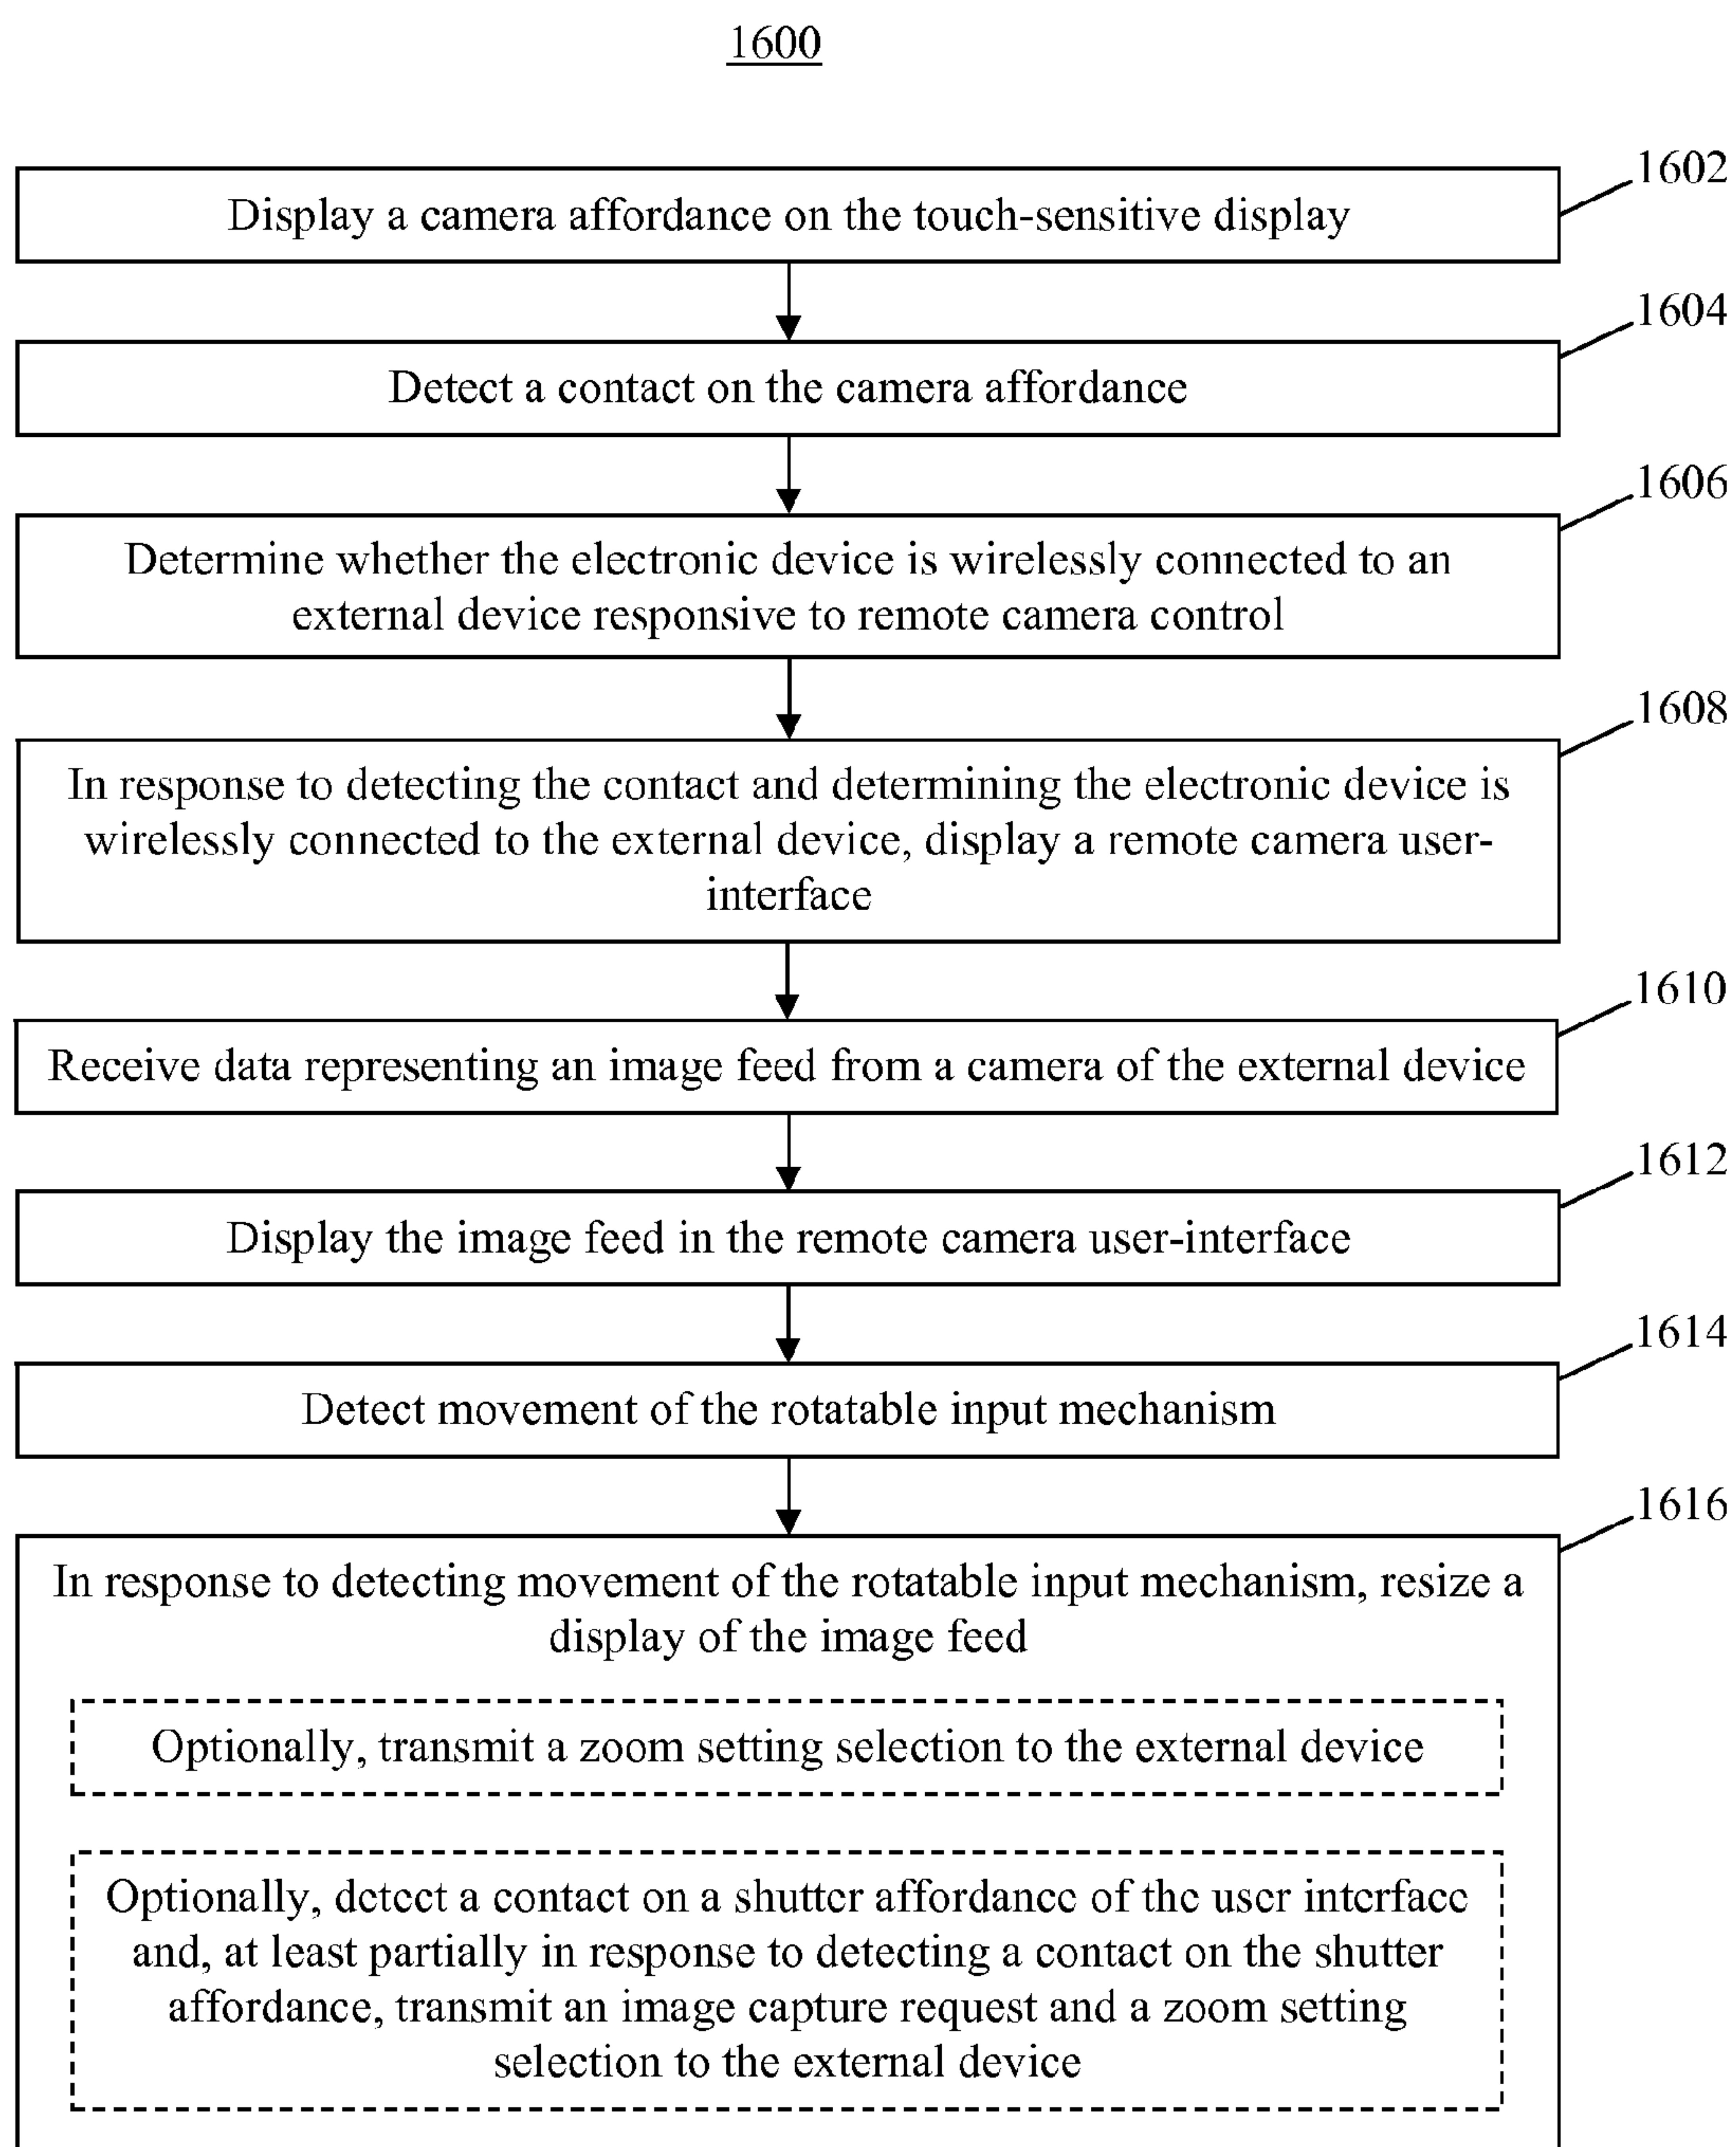 1600
1602
Display a camera affordance on the touch-sensitive display
1604
Detect a contact on the camera affordance
1606
Determine whether the electronic device is wirelessly connected to an
external device responsive to remote camera control
1608
In response to detecting the contact and determining the electronic device is
wirelessly connected to the external device, display a remote camera user-
interface
1610
Receive data representing an image feed from a camera of the external device
1612
Display the image feed in the remote camera user-interface
1614
Detect movement of the rotatable input mechanism
1616
In response to detecting movement of the rotatable input mechanism, resize a
display of the image feed
Optionally, transmit a zoom setting selection to the external device
Optionally, detect a contact on a shutter affordance of the user interface
and, at least partially in response to detecting a contact on the shutter
affordance, transmit an image capture request and a zoom setting
selection to the external device